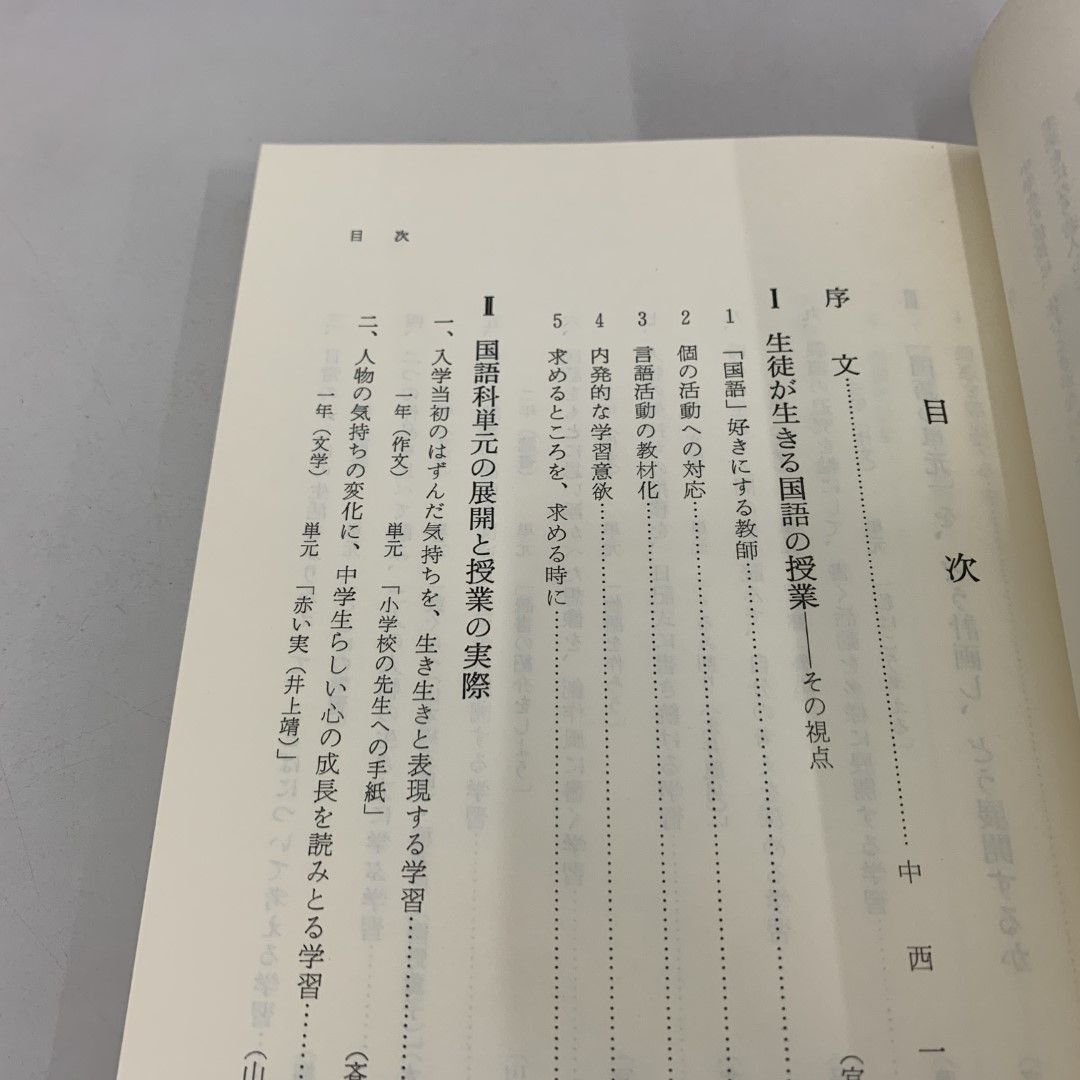 目次
目次
序文……………………………中西一
Ⅰ 生徒が生きる国語の授業——その視点
1 「国語」好きにする教師……………………………
2 個の活動への対応……………………………
3 言語活動の教材化……………………………
4 内発的な学習意欲……………………………
5 求めるところを、求める時に……………………………
Ⅱ 国語科単元の展開と授業の実際
一、入学当初のはずんだ気持ちを、生き生きと表現する学習……
一年（作文） 単元 「小学校の先生への手紙」
二、人物の気持ちの変化に、中学生らしい心の成長を読みとる学習……
一年（文学） 単元 「赤い実（井上靖）」
（山